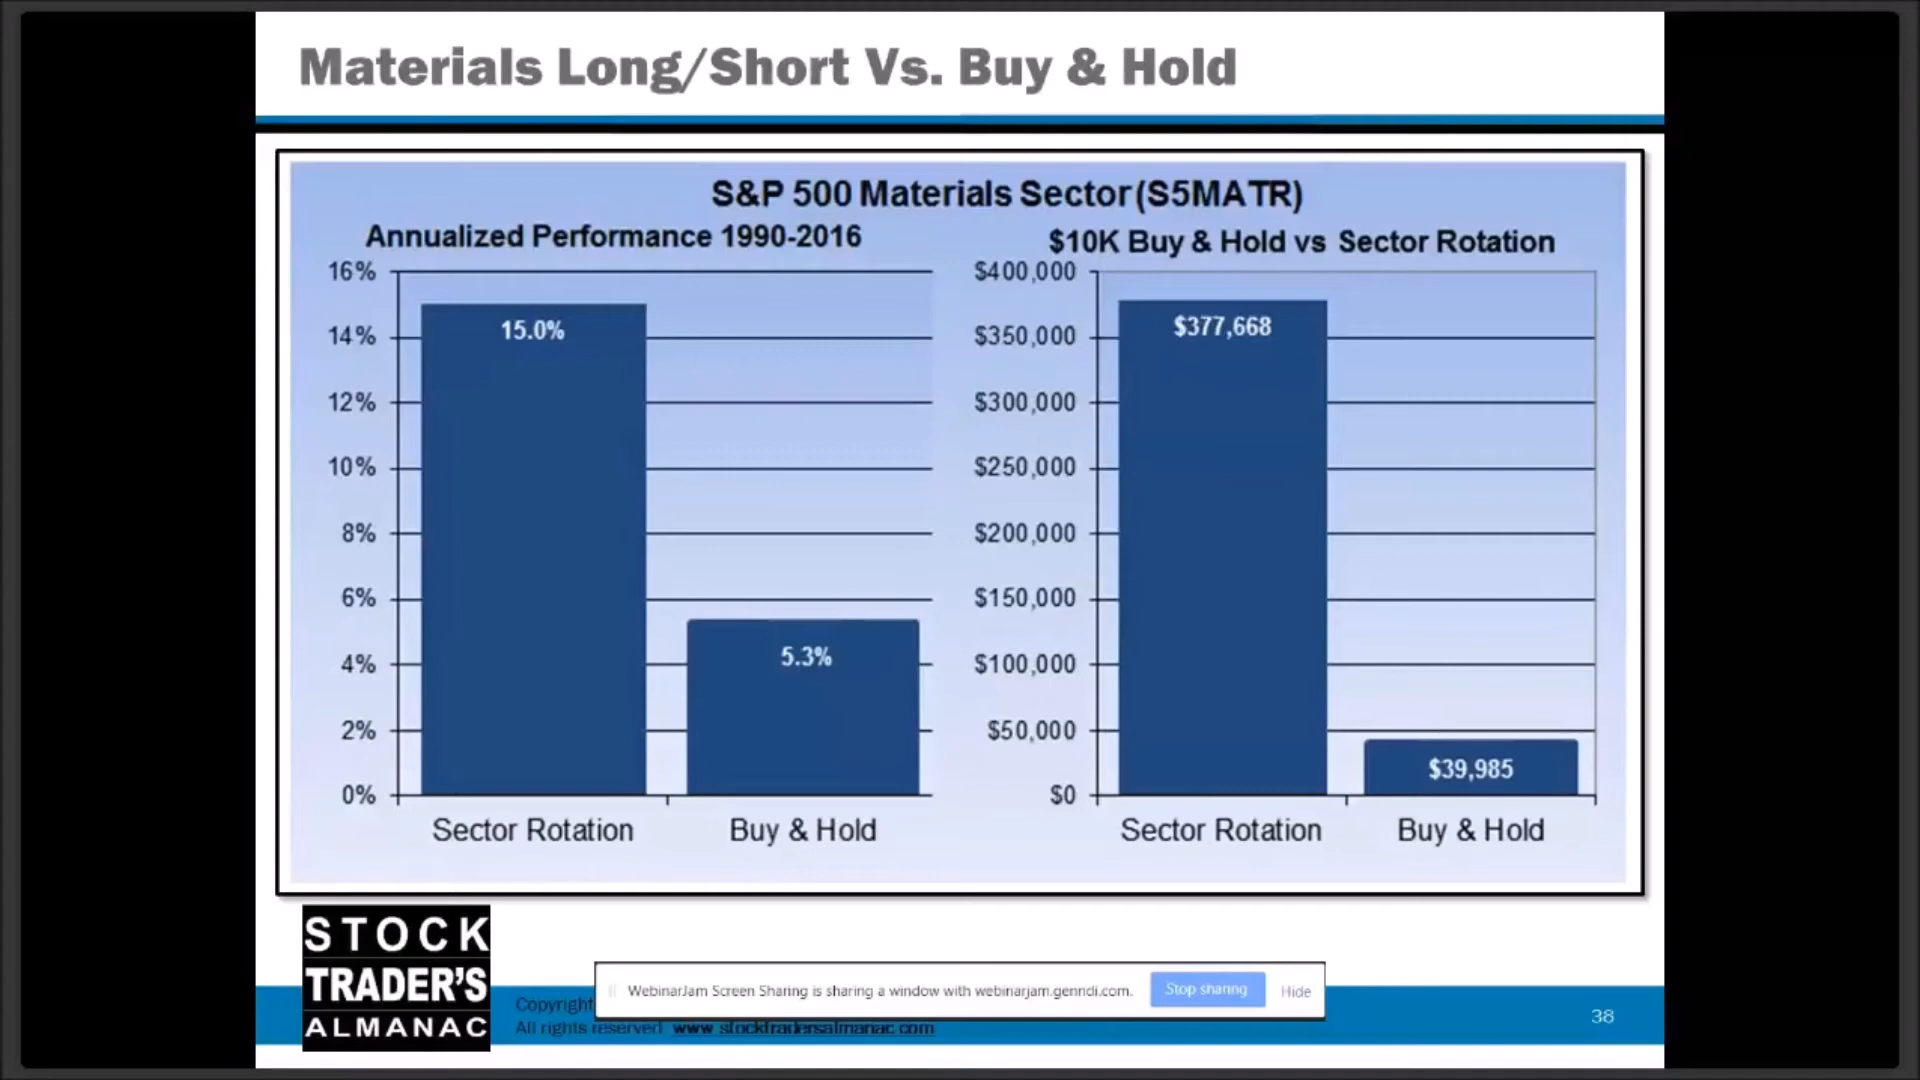 Materials Long/Short Vs. Buy & Hold
S&P 500 Materials Sector (S5MATR)
Annualized Performance 1990-2016
16%
14%
12%
10%
8%
6%
4%
2%
0%
15.0%
5.3%
Sector Rotation
Buy & Hold
$10K Buy & Hold vs Sector Rotation
$400,000
$350,000
$300,000
$250,000
$200,000
$150,000
$100,000
$50,000
$0
$377,668
$39,985
Sector Rotation
Buy & Hold
STOCK
TRADER'S
ALMANAC
Copyright
All rights reserved www.stocktradersalmanac.com
WebinarJam Screen Sharing is sharing a window with webinarjam.genndi.com.
Stop sharing
Hide
38